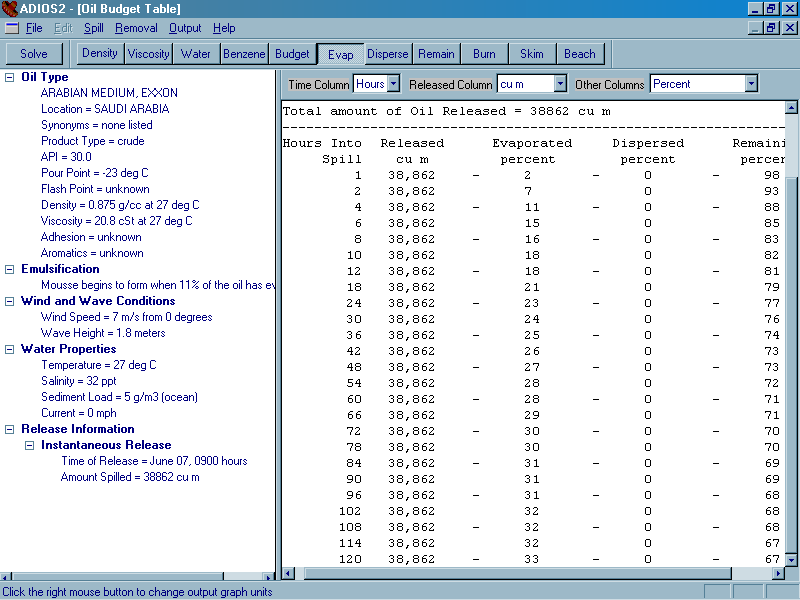 ADIOS2 - [Oil Budget Table]
File Edit Spill Removal Output Help
Solve Density Viscosity Water Benzene Budget Evap Disperse Remain Burn Skim Beach
Oil Type
ARABIAN MEDIUM, EXXON
Location = SAUDI ARABIA
Synonyms = none listed
Product Type = crude
API = 30.0
Pour Point = -23 deg C
Flash Point = unknown
Density = 0.875 g/cc at 27 deg C
Viscosity = 20.8 cSt at 27 deg C
Adhesion = unknown
Aromatics = unknown
Emulsification
Mousse begins to form when 11% of the oil has ev
Wind and Wave Conditions
Wind Speed = 7 m/s from 0 degrees
Wave Height = 1.8 meters
Water Properties
Temperature = 27 deg C
Salinity = 32 ppt
Sediment Load = 5 g/m3 (ocean)
Current = 0 mph
Release Information
Instantaneous Release
Time of Release = June 07, 0900 hours
Amount Spilled = 38862 cu m
Time Column Hours Released Column cu m Other Columns Percent
Total amount of Oil Released = 38862 cu m
Hours Into Released Evaporated Dispersed Remaini
Spill cu m percent percent percer
1 38,862 - 2 - 0 - 98
2 38,862 7 0 93
4 38,862 - 11 - 0 - 88
6 38,862 15 0 85
8 38,862 - 16 - 0 - 83
10 38,862 18 0 82
12 38,862 - 18 - 0 - 81
18 38,862 21 0 79
24 38,862 - 23 - 0 - 77
30 38,862 24 0 76
36 38,862 - 25 - 0 - 74
42 38,862 26 0 73
48 38,862 - 27 - 0 - 73
54 38,862 28 0 72
60 38,862 - 28 - 0 - 71
66 38,862 29 0 71
72 38,862 - 30 - 0 - 70
78 38,862 30 0 70
84 38,862 - 31 - 0 - 69
90 38,862 31 0 69
96 38,862 - 31 - 0 - 68
102 38,862 32 0 68
108 38,862 - 32 - 0 - 68
114 38,862 32 0 67
120 38,862 - 33 - 0 - 67
Click the right mouse button to change output graph units